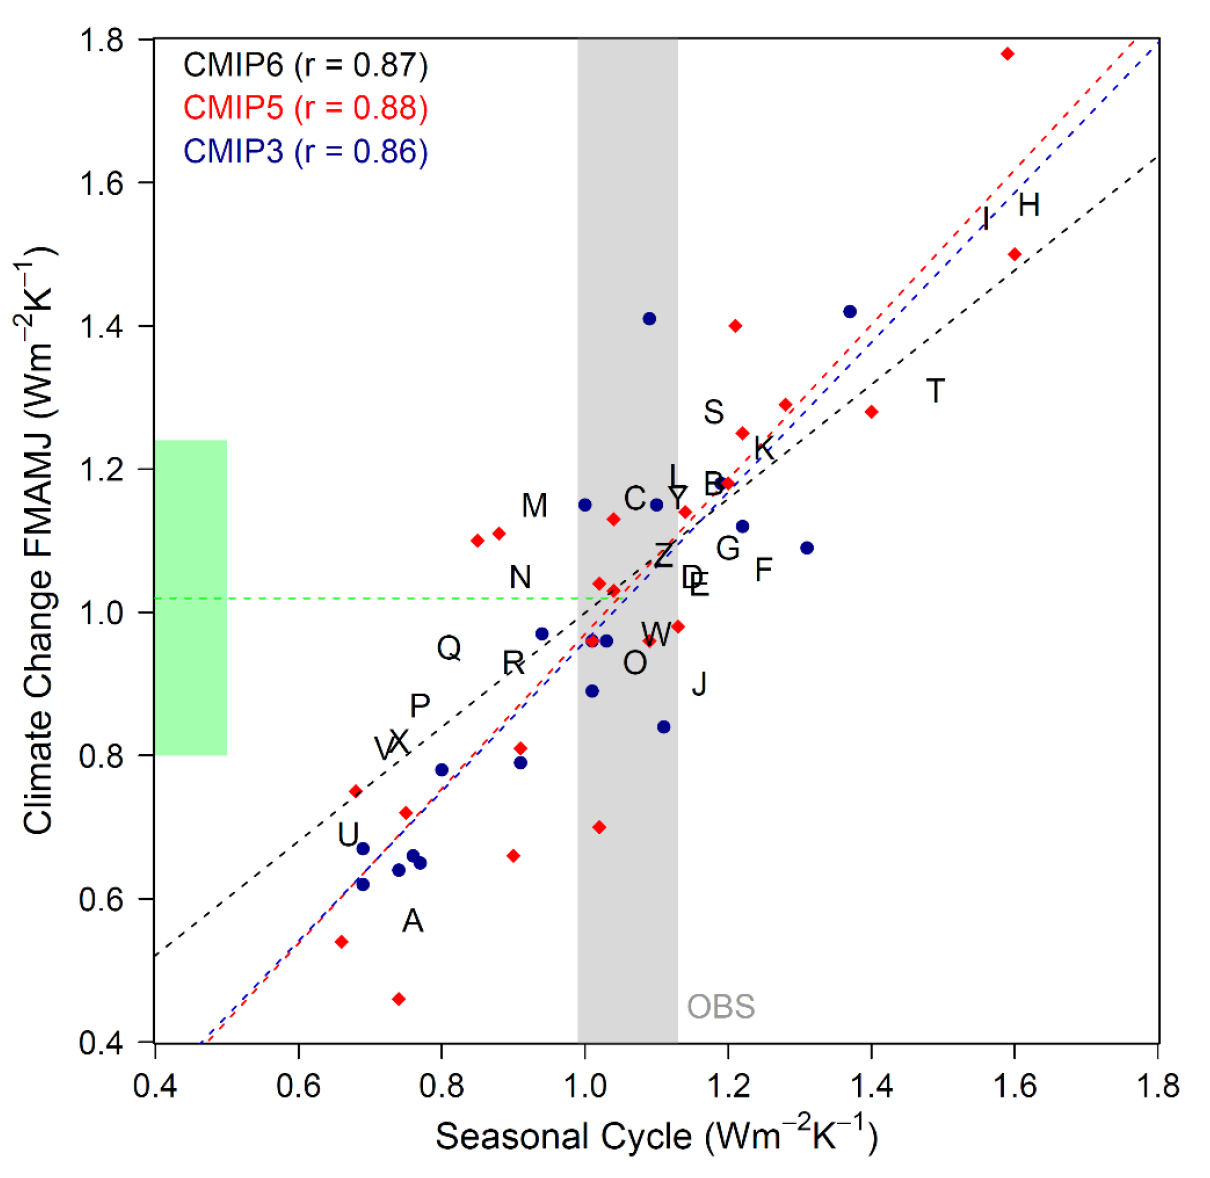 CMIP6 (r = 0.87)
CMIP5 (r = 0.88)
CMIP3 (r = 0.86)
1.8
1.6
1.4
1.2
1.0
0.8
0.6
0.4
Climate Change FMAMJ (Wm⁻²K⁻¹)
I H
T
S
K
L
B
M
C
Y
G
Z
N
D
E
F
W
Q
R
O
J
P
V
X
U
A
OBS
0.4 0.6 0.8 1.0 1.2 1.4 1.6 1.8
Seasonal Cycle (Wm⁻²K⁻¹)